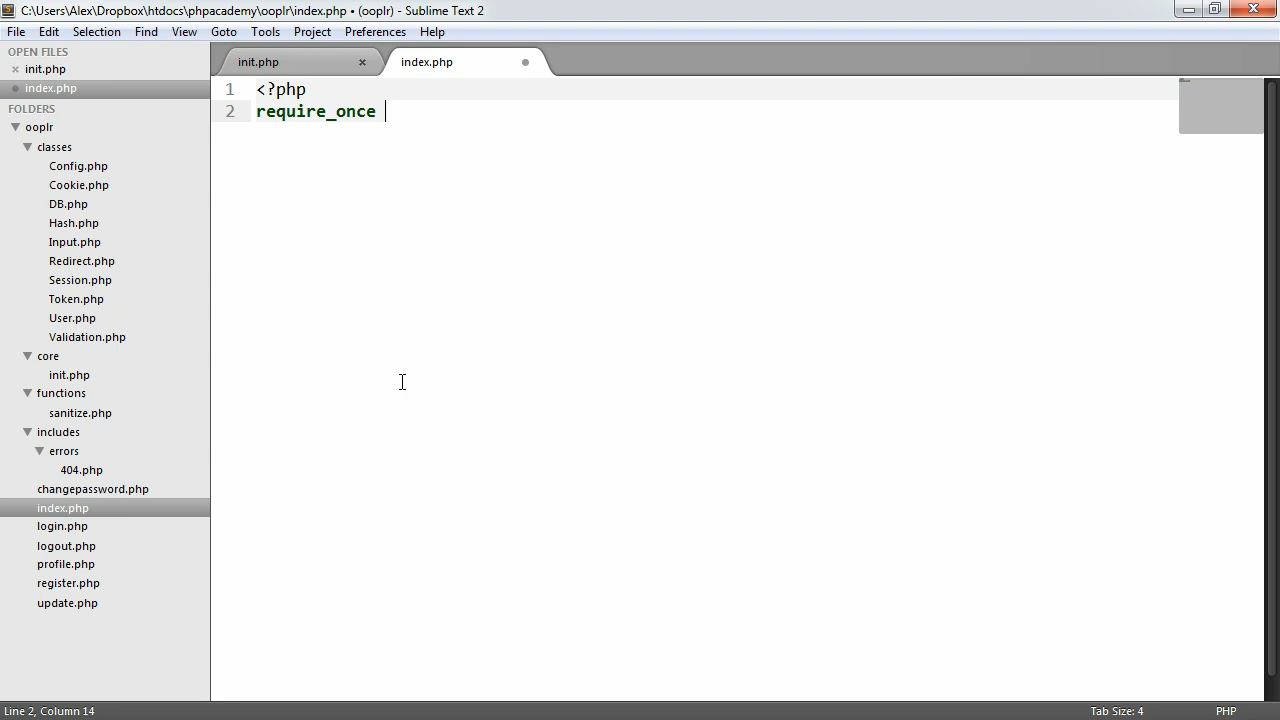 C:\Users\Alex\Dropbox\htdocs\phpacademy\ooplr\index.php • (ooplr) - Sublime Text 2
File Edit Selection Find View Goto Tools Project Preferences Help
OPEN FILES
init.php
index.php
FOLDERS
ooplr
classes
Config.php
Cookie.php
DB.php
Hash.php
Input.php
Redirect.php
Session.php
Token.php
User.php
Validation.php
core
init.php
functions
sanitize.php
includes
errors
404.php
changepassword.php
index.php
login.php
logout.php
profile.php
register.php
update.php
init.php index.php
1 <?php
2 require_once
Line 2, Column 14 Tab Size: 4 PHP